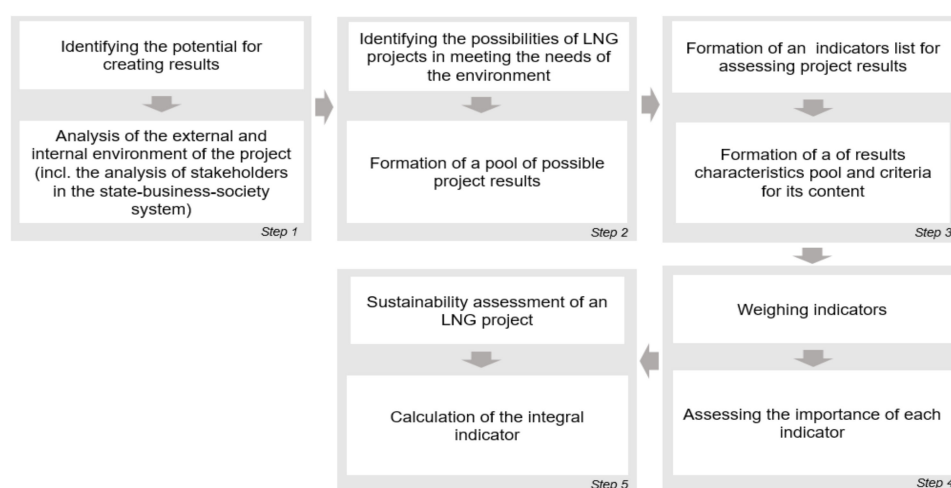 Identifying the potential for
creating results
Analysis of the external and
internal environment of the project
(incl. the analysis of stakeholders
in the state-business-society
system)
Step 1
Identifying the possibilities of LNG
projects in meeting the needs of
the environment
Formation of a pool of possible
project results
Step 2
Formation of an indicators list for
assessing project results
Formation of a of results
characteristics pool and criteria
for its content
Step 3
Weighing indicators
Assessing the importance of each
indicator
Step 4
Sustainability assessment of an
LNG project
Calculation of the integral
indicator
Step 5